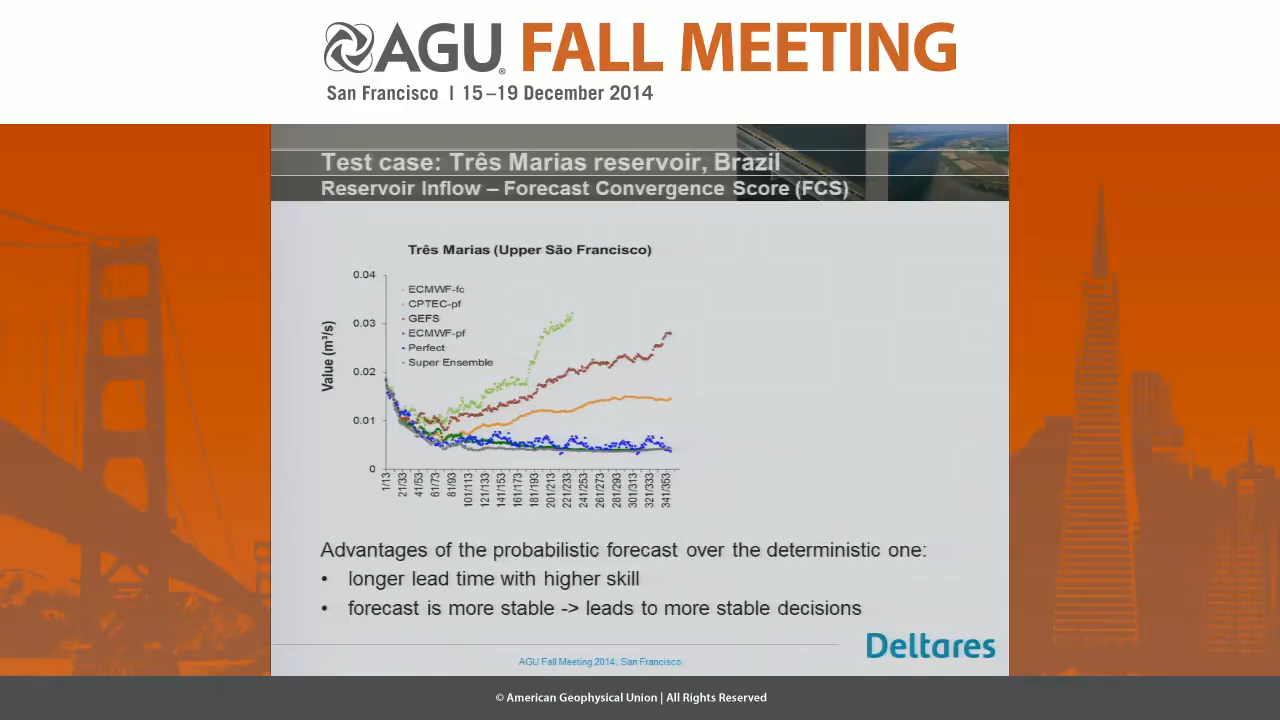 AGU FALL MEETING
San Francisco | 15–19 December 2014
Test case: Três Marias reservoir, Brazil
Reservoir Inflow – Forecast Convergence Score (FCS)
Três Marias (Upper São Francisco)
Value (m³/s)
0.04
0.03
0.02
0.01
0
ECMWF-fc
CPTEC-pf
GEFS
ECMWF-pf
Perfect
Super Ensemble
1/13
21/33
41/53
61/73
81/93
101/113
121/133
141/153
161/173
181/193
201/213
221/233
241/253
261/273
281/293
301/313
321/333
341/353
Advantages of the probabilistic forecast over the deterministic one:
• longer lead time with higher skill
• forecast is more stable -> leads to more stable decisions
Deltares
AGU Fall Meeting 2014, San Francisco
© American Geophysical Union | All Rights Reserved